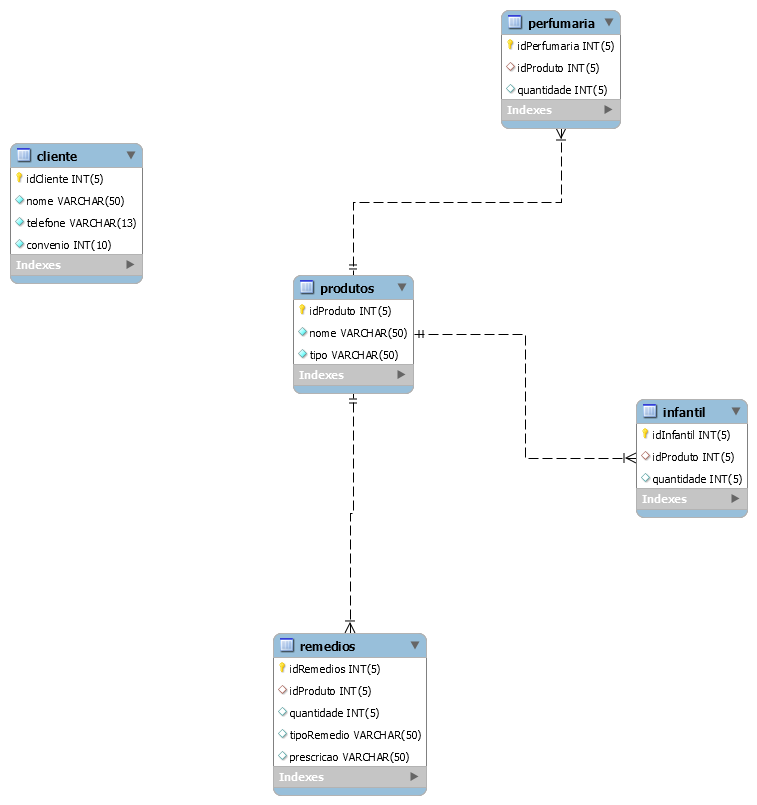 perfumaria
idPerfumaria INT(5)
idProduto INT(5)
quantidade INT(5)
Indexes
cliente
idCliente INT(5)
nome VARCHAR(50)
telefone VARCHAR(13)
convenio INT(10)
Indexes
produtos
idProduto INT(5)
nome VARCHAR(50)
tipo VARCHAR(50)
Indexes
infantil
idInfantil INT(5)
idProduto INT(5)
quantidade INT(5)
Indexes
remedios
idRemedios INT(5)
idProduto INT(5)
quantidade INT(5)
tipoRemedio VARCHAR(50)
prescricao VARCHAR(50)
Indexes